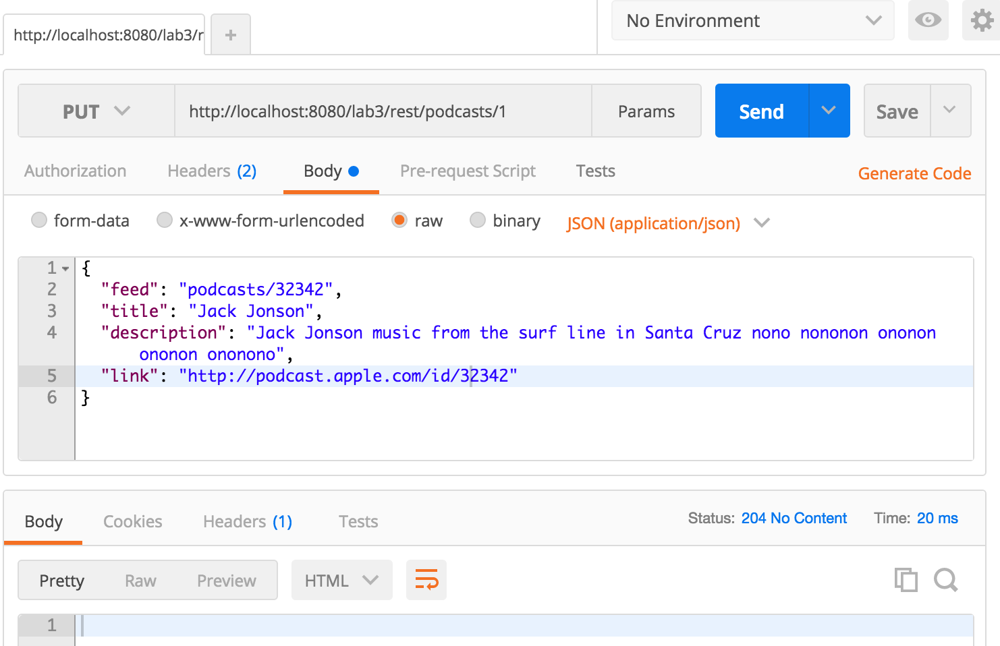 http://localhost:8080/lab3/r
+
No Environment
PUT
http://localhost:8080/lab3/rest/podcasts/1
Params
Send
Save
Authorization
Headers (2)
Body
Pre-request Script
Tests
Generate Code
form-data
x-www-form-urlencoded
raw
binary
JSON (application/json)
1 {
2 "feed": "podcasts/32342",
3 "title": "Jack Jonson",
4 "description": "Jack Jonson music from the surf line in Santa Cruz nono nononon ononon
ononon ononono",
5 "link": "http://podcast.apple.com/id/32342"
6 }
Body
Cookies
Headers (1)
Tests
Status: 204 No Content
Time: 20 ms
Pretty
Raw
Preview
HTML
1